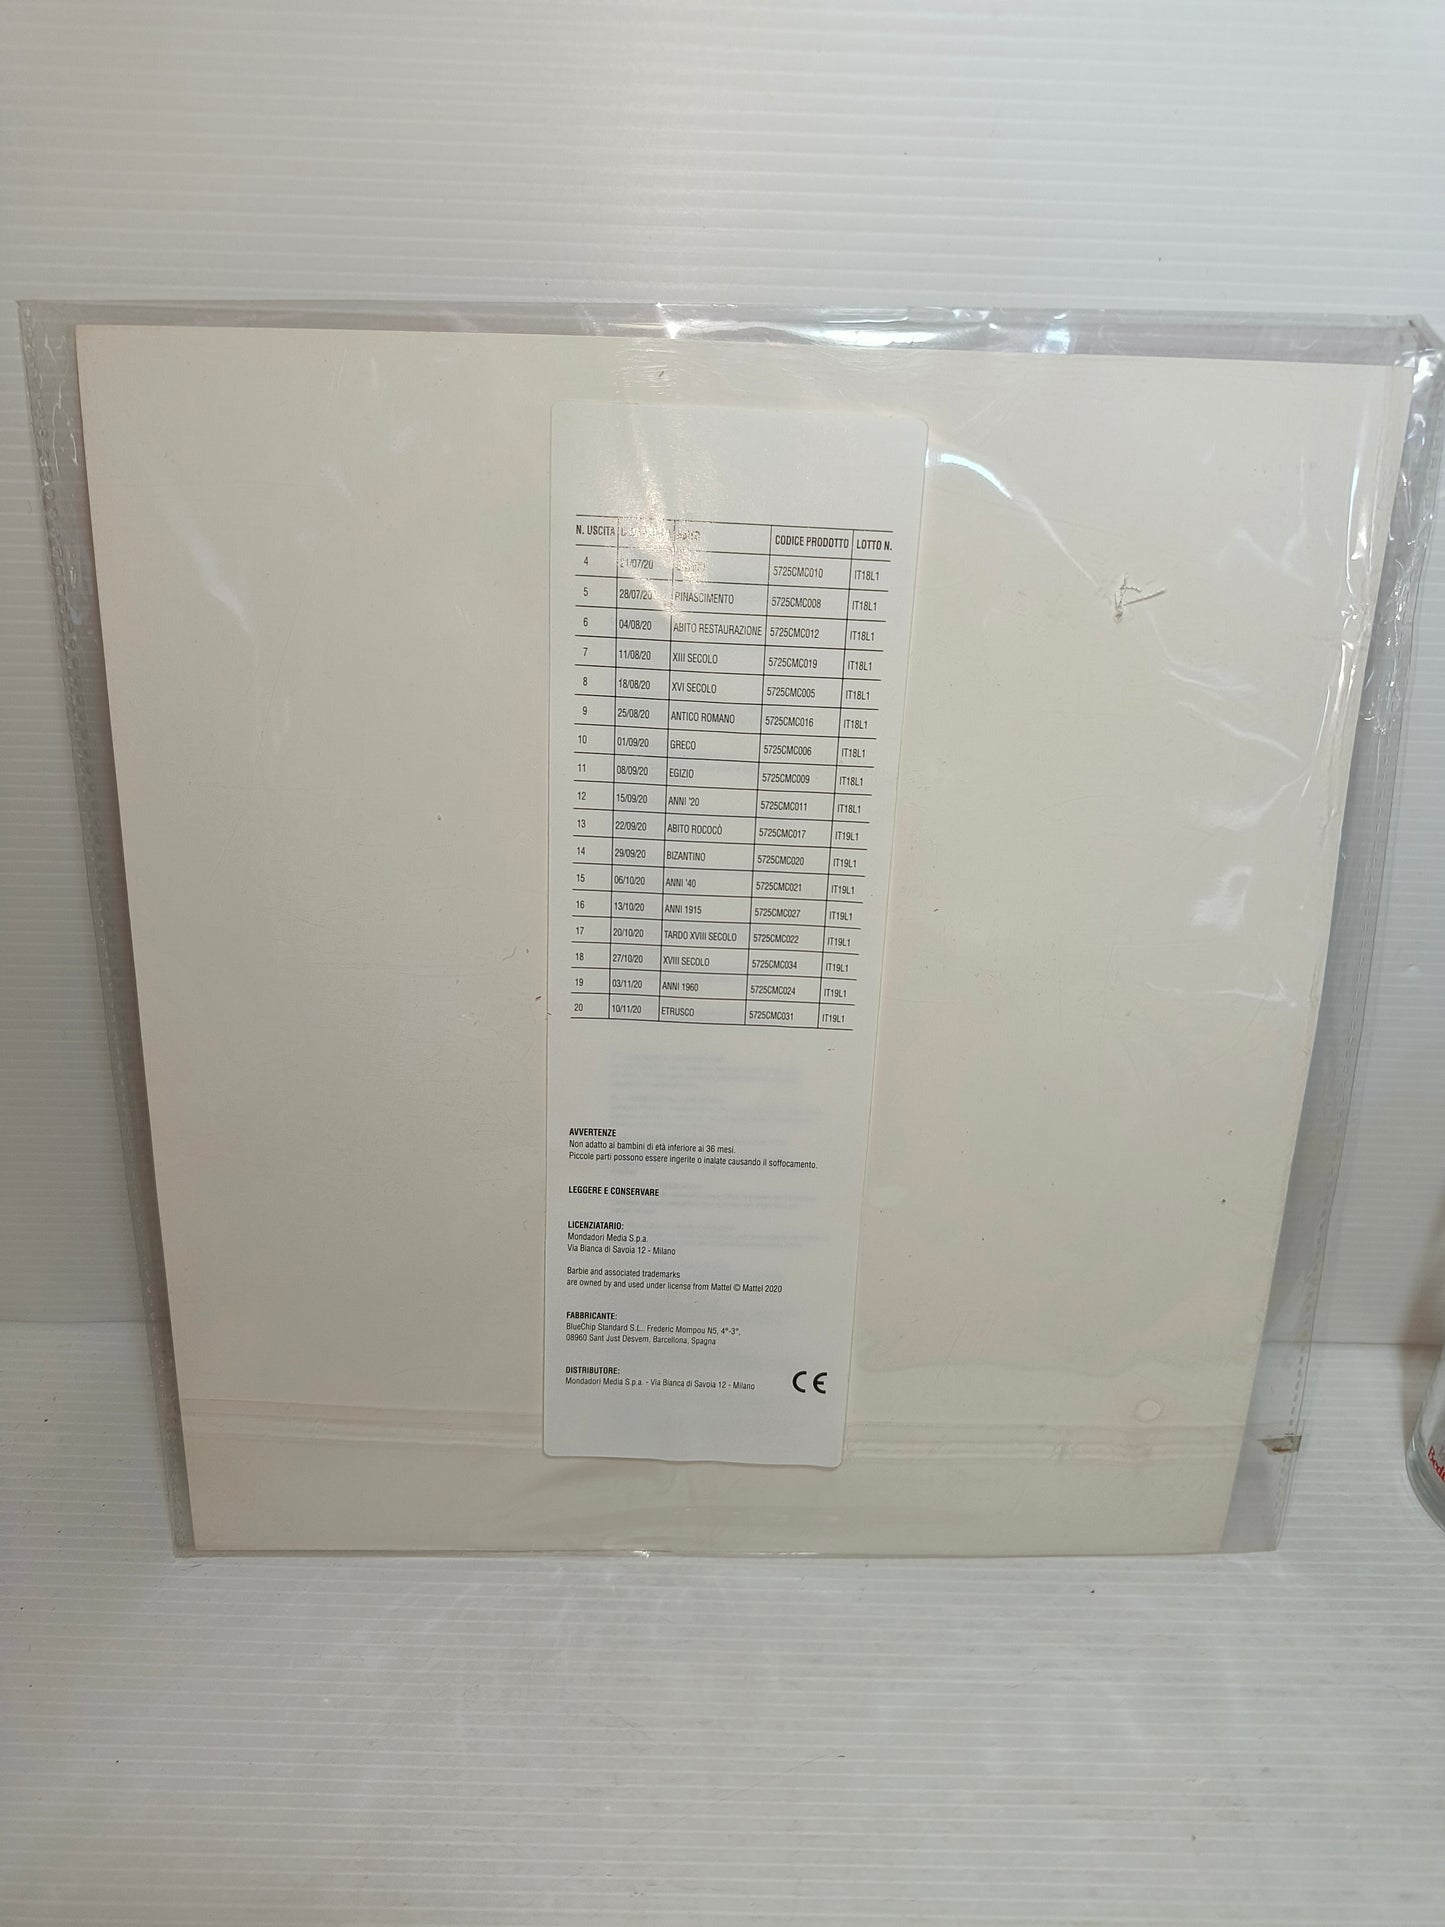 N. USCITA CODICE PRODOTTO LOTTO N.
4 21/07/20 5725CMC010 IT18L1
5 28/07/20 RINASCIMENTO 5725CMC008 IT18L1
6 04/08/20 ABITO RESTAURAZIONE 5725CMC012 IT18L1
7 11/08/20 XIII SECOLO 5725CMC019 IT18L1
8 18/08/20 XVI SECOLO 5725CMC005 IT18L1
9 25/08/20 ANTICO ROMANO 5725CMC016 IT18L1
10 01/09/20 GRECO 5725CMC006 IT18L1
11 08/09/20 EGIZIO 5725CMC009 IT18L1
12 15/09/20 ANNI '20 5725CMC011 IT18L1
13 22/09/20 ABITO ROCOCÒ 5725CMC017 IT19L1
14 29/09/20 BIZANTINO 5725CMC020 IT19L1
15 06/10/20 ANNI '40 5725CMC021 IT19L1
16 13/10/20 ANNI 1915 5725CMC027 IT19L1
17 20/10/20 TARDO XVIII SECOLO 5725CMC022 IT19L1
18 27/10/20 XVIII SECOLO 5725CMC034 IT19L1
19 03/11/20 ANNI 1960 5725CMC024 IT19L1
20 10/11/20 ETRUSCO 5725CMC031 IT19L1
AVVERTENZE
Non adatto ai bambini di età inferiore ai 36 mesi.
Piccole parti possono essere ingerite o inalate causando il soffocamento.
LEGGERE E CONSERVARE
LICENZIATARIO:
Mondadori Media S.p.a.
Via Bianca di Savoia 12 - Milano
Barbie and associated trademarks
are owned by and used under license from Mattel © Mattel 2020
FABBRICANTE:
BlueChip Standard S.L.. Frederic Mompou N5, 4°-3°,
08960 Sant Just Desvern, Barcellona, Spagna
DISTRIBUTORE:
Mondadori Media S.p.a. - Via Bianca di Savoia 12 - Milano
CE